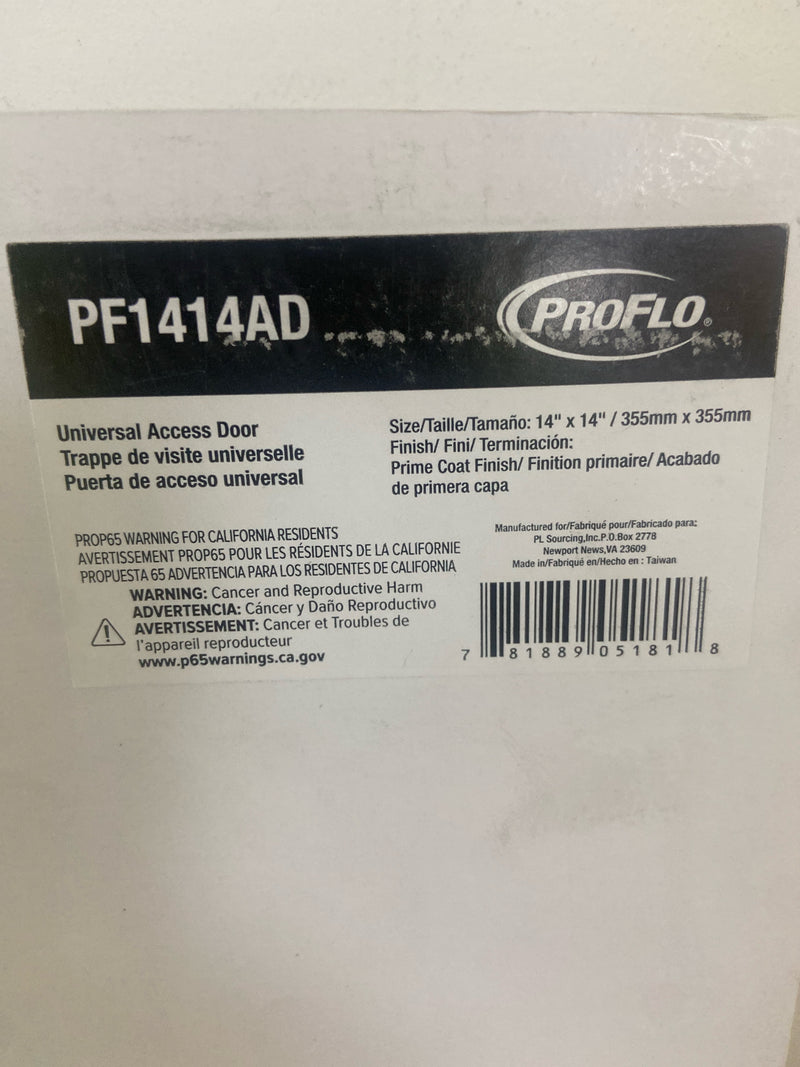 PF1414AD
PROFLO®
Universal Access Door
Trappe de visite universelle
Puerta de acceso universal
Size/Taille/Tamaño: 14" x 14" / 355mm x 355mm
Finish/ Fini/ Terminación:
Prime Coat Finish/ Finition primaire/ Acabado
de primera capa
PROP65 WARNING FOR CALIFORNIA RESIDENTS
AVERTISSEMENT PROP65 POUR LES RÉSIDENTS DE LA CALIFORNIE
PROPUESTA 65 ADVERTENCIA PARA LOS RESIDENTES DE CALIFORNIA
WARNING: Cancer and Reproductive Harm
ADVERTENCIA: Cáncer y Daño Reproductivo
AVERTISSEMENT: Cancer et Troubles de
l'appareil reproducteur
www.p65warnings.ca.gov
Manufactured for/Fabriqué pour/Fabricado para:
PL Sourcing,Inc.P.O.Box 2778
Newport News,VA 23609
Made in/Fabriqué en/Hecho en : Taiwan
7 81889 05181 8